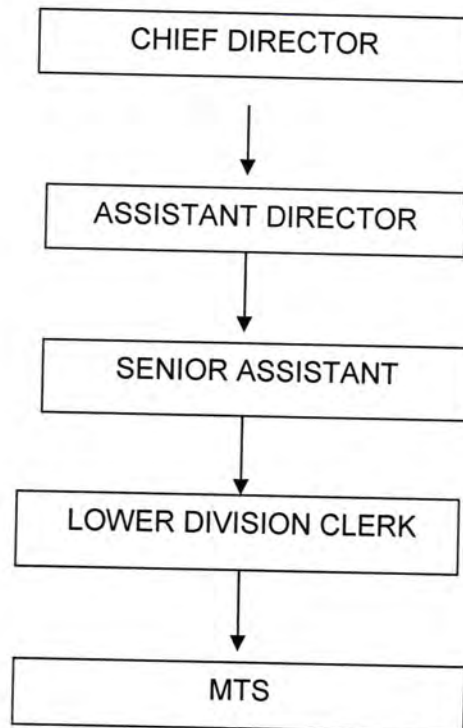 CHIEF DIRECTOR
ASSISTANT DIRECTOR
SENIOR ASSISTANT
LOWER DIVISION CLERK
MTS